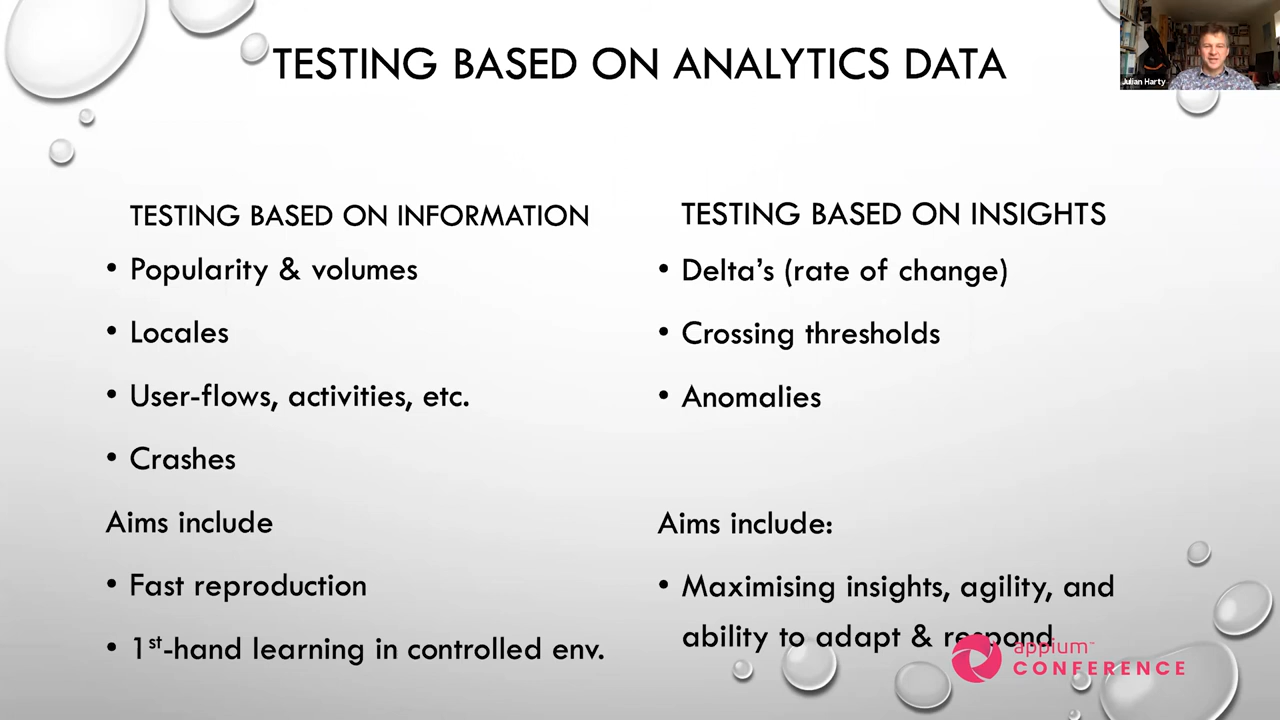 TESTING BASED ON ANALYTICS DATA
Julian Harty
TESTING BASED ON INFORMATION
• Popularity & volumes
• Locales
• User-flows, activities, etc.
• Crashes
Aims include
• Fast reproduction
• 1st-hand learning in controlled env.
TESTING BASED ON INSIGHTS
• Delta's (rate of change)
• Crossing thresholds
• Anomalies
Aims include:
• Maximising insights, agility, and
ability to adapt & respond
appium™
CONFERENCE